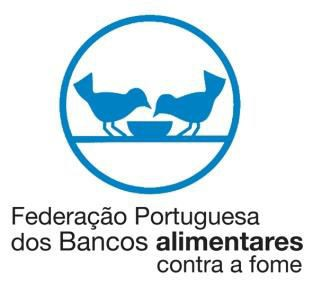 Federação Portuguesa
dos Bancos alimentares
contra a fome